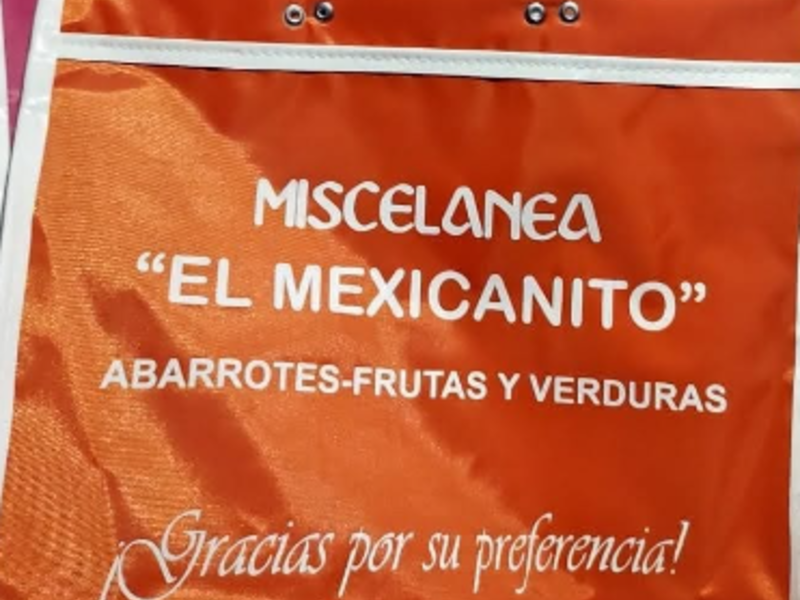 MISCELANEA
“EL MEXICANITO”
ABARROTES-FRUTAS Y VERDURAS
¡Gracias por su preferencia!